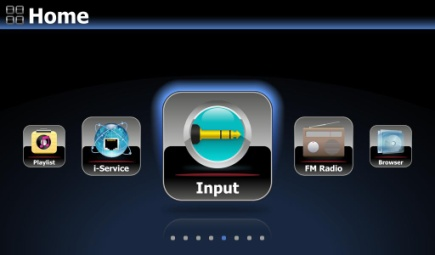 Home
Playlist
i-Service
Input
FM Radio
Browser